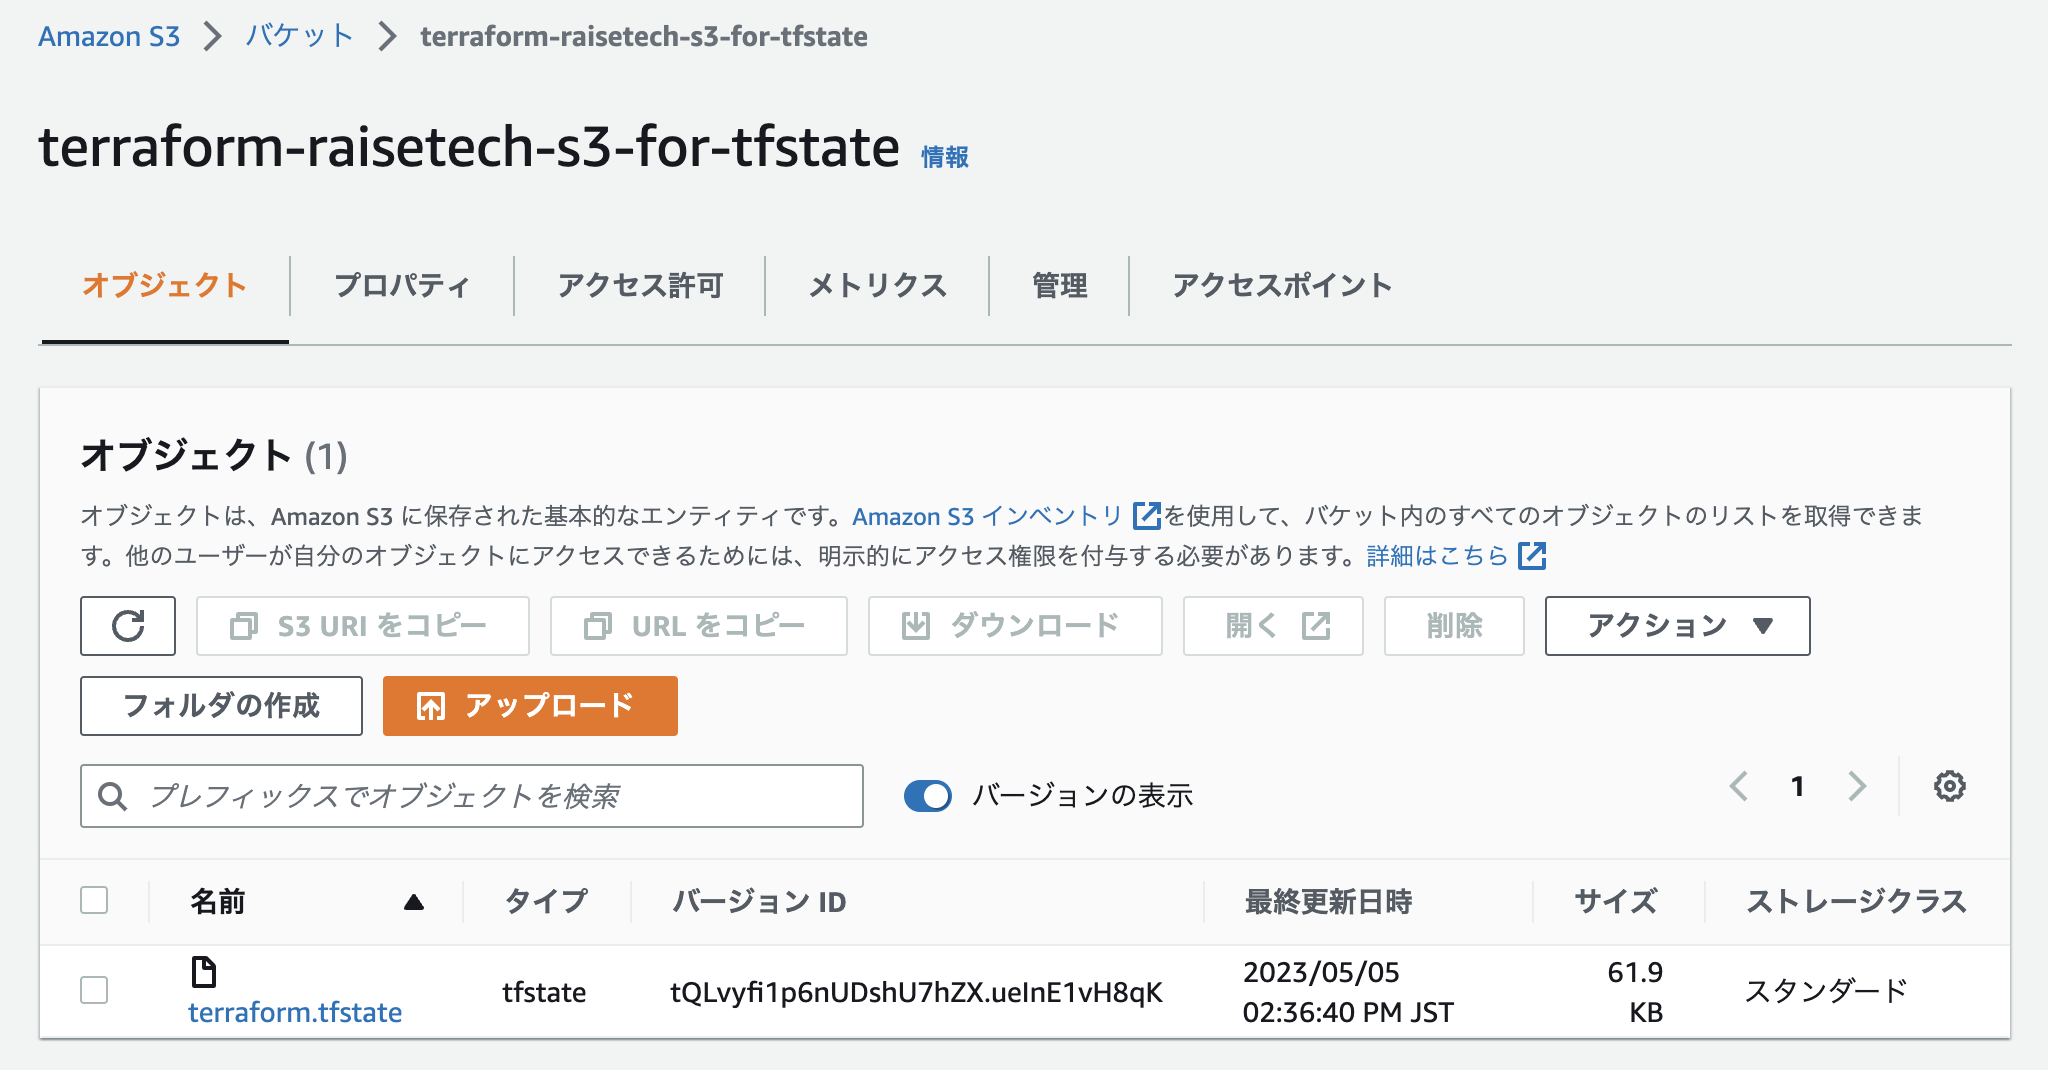 Amazon S3 > バケット > terraform-raisetech-s3-for-tfstate
terraform-raisetech-s3-for-tfstate 情報
オブジェクト プロパティ アクセス許可 メトリクス 管理 アクセスポイント
オブジェクト (1)
オブジェクトは、Amazon S3 に保存された基本的なエンティティです。Amazon S3 インベントリ を使用して、バケット内のすべてのオブジェクトのリストを取得できま
す。他のユーザーが自分のオブジェクトにアクセスできるためには、明示的にアクセス権限を付与する必要があります。詳細はこちら
S3 URI をコピー URL をコピー ダウンロード 開く 削除 アクション
フォルダの作成 アップロード
プレフィックスでオブジェクトを検索 バージョンの表示 1
名前 タイプ バージョン ID 最終更新日時 サイズ ストレージクラス
terraform.tfstate tfstate tQLvyfi1p6nUDshU7hZX.ueInE1vH8qK 2023/05/05 02:36:40 PM JST 61.9 KB スタンダード